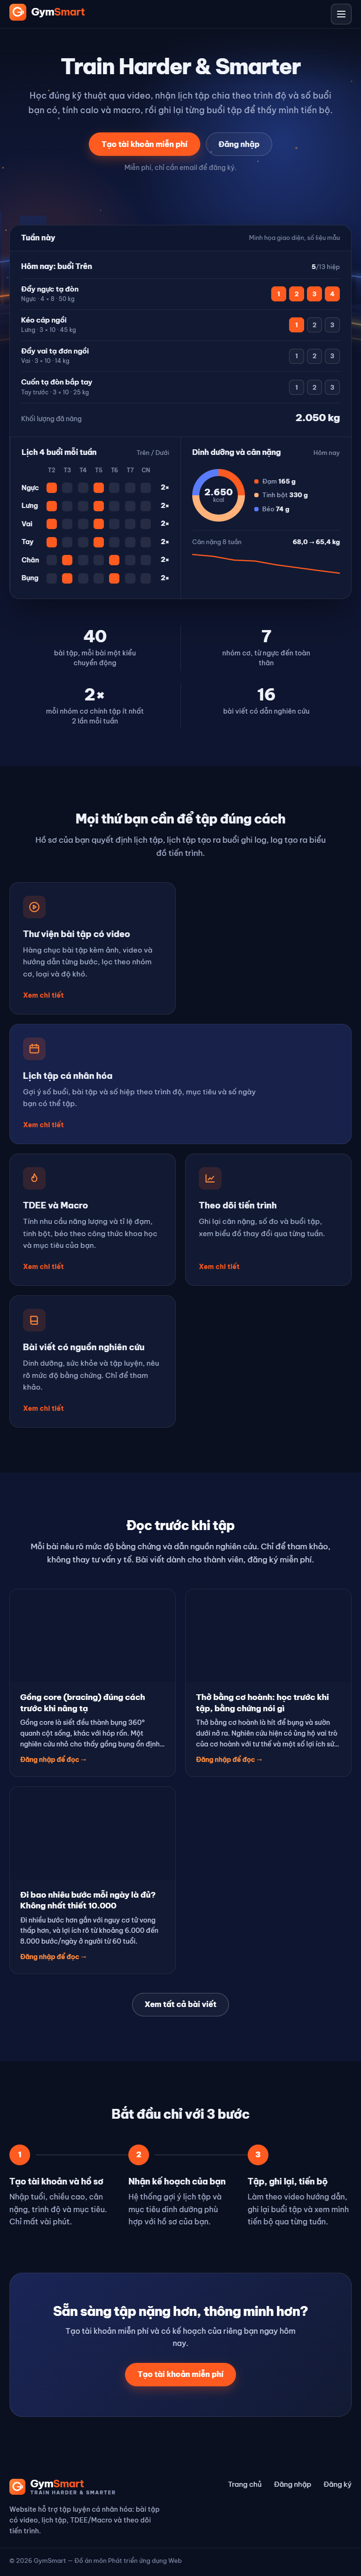 GymSmart
Train Harder & Smarter
Học đúng kỹ thuật qua video, nhận lịch tập chia theo trình độ và số buổi
bạn có, tính calo và macro, rồi ghi lại từng buổi tập để thấy mình tiến bộ.
Tạo tài khoản miễn phí
Đăng nhập
Miễn phí, chỉ cần email để đăng ký.
Tuần này
Minh họa giao diện, số liệu mẫu
Hôm nay: buổi Trên
5/13 hiệp
Đẩy ngực tạ đòn
Ngực · 4 × 8 · 50 kg
1 2 3 4
Kéo cáp ngồi
Lưng · 3 × 10 · 45 kg
1 2 3
Đẩy vai tạ đơn ngồi
Vai · 3 × 10 · 14 kg
1 2 3
Cuốn tạ đòn bắp tay
Tay trước · 3 × 10 · 25 kg
1 2 3
Khối lượng đã nâng
2.050 kg
Lịch 4 buổi mỗi tuần
Trên / Dưới
T2 T3 T4 T5 T6 T7 CN
Ngực 2×
Lưng 2×
Vai 2×
Tay 2×
Chân 2×
Bụng 2×
Dinh dưỡng và cân nặng
Hôm nay
2.650
kcal
Đạm 165 g
Tinh bột 330 g
Béo 74 g
Cân nặng 8 tuần
68,0 → 65,4 kg
40
bài tập, mỗi bài một kiểu
chuyển động
7
nhóm cơ, từ ngực đến toàn
thân
2×
mỗi nhóm cơ chính tập ít nhất
2 lần mỗi tuần
16
bài viết có dẫn nghiên cứu
Mọi thứ bạn cần để tập đúng cách
Hồ sơ của bạn quyết định lịch tập, lịch tập tạo ra buổi ghi log, log tạo ra biểu
đồ tiến trình.
Thư viện bài tập có video
Hàng chục bài tập kèm ảnh, video và
hướng dẫn từng bước, lọc theo nhóm
cơ, loại và độ khó.
Xem chi tiết
Lịch tập cá nhân hóa
Gợi ý số buổi, bài tập và số hiệp theo trình độ, mục tiêu và số ngày
bạn có thể tập.
Xem chi tiết
TDEE và Macro
Tính nhu cầu năng lượng và tỉ lệ đạm,
tinh bột, béo theo công thức khoa học
và mục tiêu của bạn.
Xem chi tiết
Theo dõi tiến trình
Ghi lại cân nặng, số đo và buổi tập,
xem biểu đồ thay đổi qua từng tuần.
Xem chi tiết
Bài viết có nguồn nghiên cứu
Dinh dưỡng, sức khỏe và tập luyện, nêu
rõ mức độ bằng chứng. Chỉ để tham
khảo.
Xem chi tiết
Đọc trước khi tập
Mỗi bài nêu rõ mức độ bằng chứng và dẫn nguồn nghiên cứu. Chỉ để tham khảo,
không thay tư vấn y tế. Bài viết dành cho thành viên, đăng ký miễn phí.
Gồng core (bracing) đúng cách
trước khi nâng tạ
Gồng core là siết đều thành bụng 360°
quanh cột sống, khác với hóp rốn. Một
nghiên cứu nhỏ cho thấy gồng bụng ổn định...
Đăng nhập để đọc →
Thở bằng cơ hoành: học trước khi
tập, bằng chứng nói gì
Thở bằng cơ hoành là hít để bụng và sườn
dưới nở ra. Nghiên cứu hiện có ủng hộ vai trò
của cơ hoành với tư thế và một số lợi ích sứ...
Đăng nhập để đọc →
Đi bao nhiêu bước mỗi ngày là đủ?
Không nhất thiết 10.000
Đi nhiều bước hơn gắn với nguy cơ tử vong
thấp hơn, và lợi ích rõ từ khoảng 6.000 đến
8.000 bước/ngày ở người từ 60 tuổi.
Đăng nhập để đọc →
Xem tất cả bài viết
Bắt đầu chỉ với 3 bước
1
Tạo tài khoản và hồ sơ
Nhập tuổi, chiều cao, cân
nặng, trình độ và mục tiêu.
Chỉ mất vài phút.
2
Nhận kế hoạch của bạn
Hệ thống gợi ý lịch tập và
mục tiêu dinh dưỡng phù
hợp với hồ sơ của bạn.
3
Tập, ghi lại, tiến bộ
Làm theo video hướng dẫn,
ghi lại buổi tập và xem mình
tiến bộ qua từng tuần.
Sẵn sàng tập nặng hơn, thông minh hơn?
Tạo tài khoản miễn phí và có kế hoạch của riêng bạn ngay hôm
nay.
Tạo tài khoản miễn phí
GymSmart
TRAIN HARDER & SMARTER
Website hỗ trợ tập luyện cá nhân hóa: bài tập
có video, lịch tập, TDEE/Macro và theo dõi
tiến trình.
Trang chủ
Đăng nhập
Đăng ký
© 2026 GymSmart — Đồ án môn Phát triển ứng dụng Web